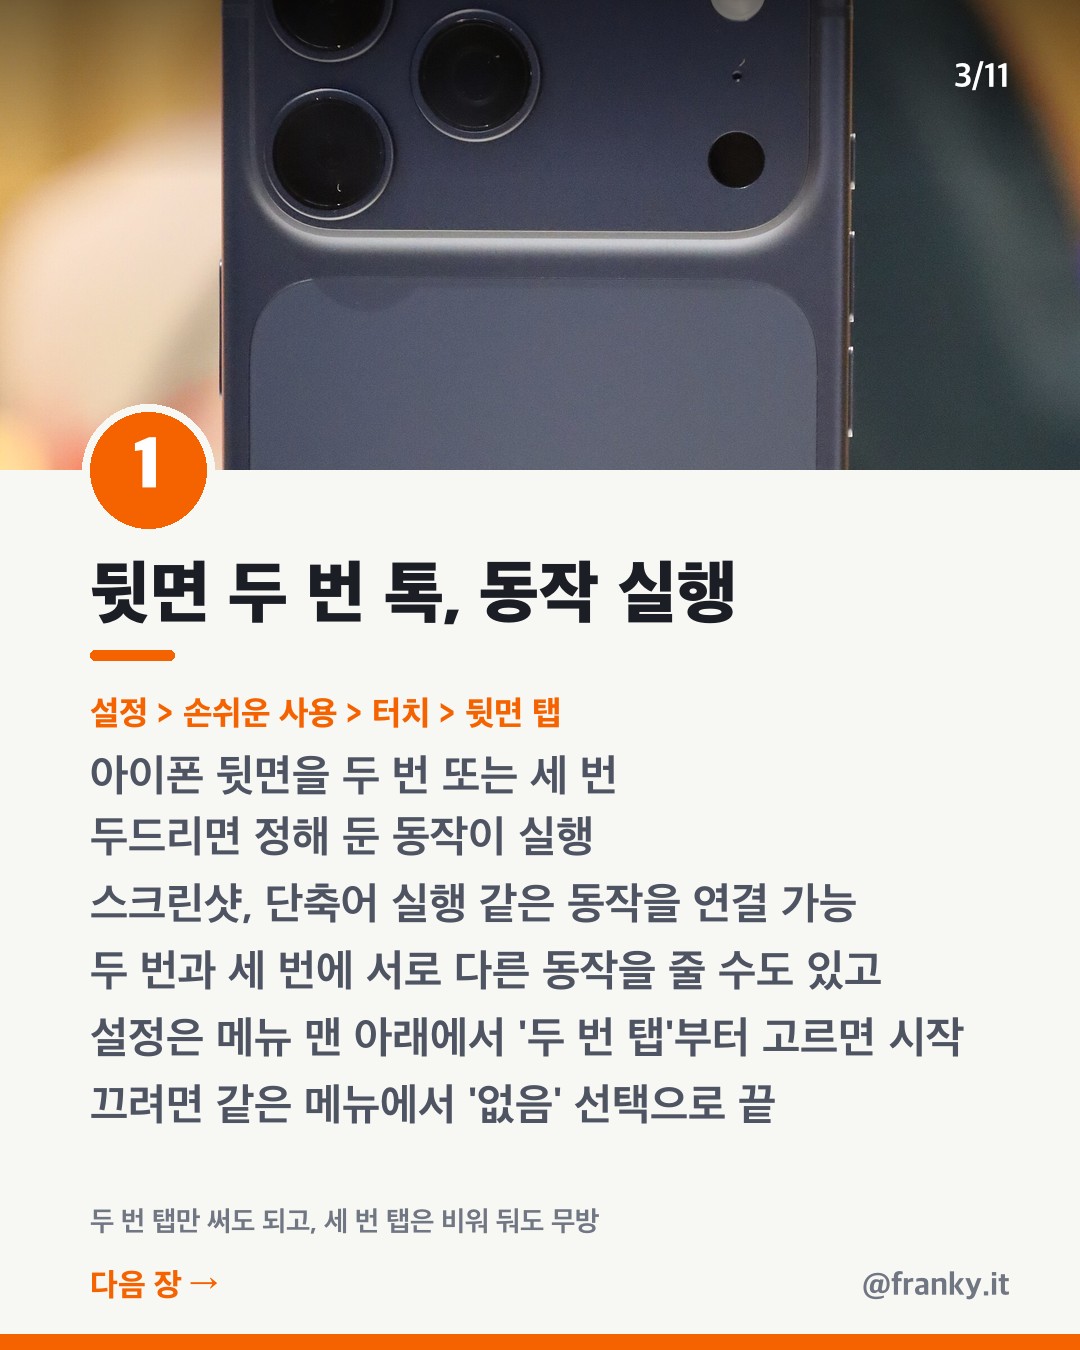 3/11
1
뒷면 두 번 톡, 동작 실행
설정 > 손쉬운 사용 > 터치 > 뒷면 탭
아이폰 뒷면을 두 번 또는 세 번
두드리면 정해 둔 동작이 실행
스크린샷, 단축어 실행 같은 동작을 연결 가능
두 번과 세 번에 서로 다른 동작을 줄 수도 있고
설정은 메뉴 맨 아래에서 '두 번 탭'부터 고르면 시작
끄려면 같은 메뉴에서 '없음' 선택으로 끝
두 번 탭만 써도 되고, 세 번 탭은 비워 둬도 무방
다음 장 →
@franky.it